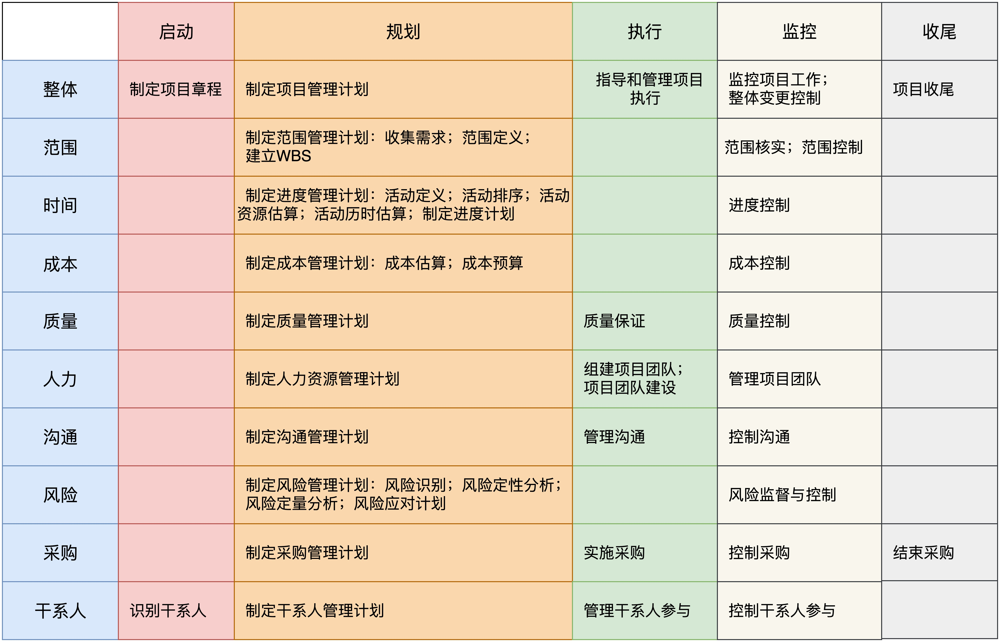 启动
规划
执行
监控
收尾
整体
制定项目章程
制定项目管理计划
指导和管理项目
执行
监控项目工作；
整体变更控制
项目收尾
范围
制定范围管理计划：收集需求；范围定义；
建立WBS
范围核实；范围控制
时间
制定进度管理计划：活动定义；活动排序；活动
资源估算；活动历时估算；制定进度计划
进度控制
成本
制定成本管理计划：成本估算；成本预算
成本控制
质量
制定质量管理计划
质量保证
质量控制
人力
制定人力资源管理计划
组建项目团队；
项目团队建设
管理项目团队
沟通
制定沟通管理计划
管理沟通
控制沟通
风险
制定风险管理计划：风险识别；风险定性分析；
风险定量分析；风险应对计划
风险监督与控制
采购
制定采购管理计划
实施采购
控制采购
结束采购
干系人
识别干系人
制定干系人管理计划
管理干系人参与
控制干系人参与